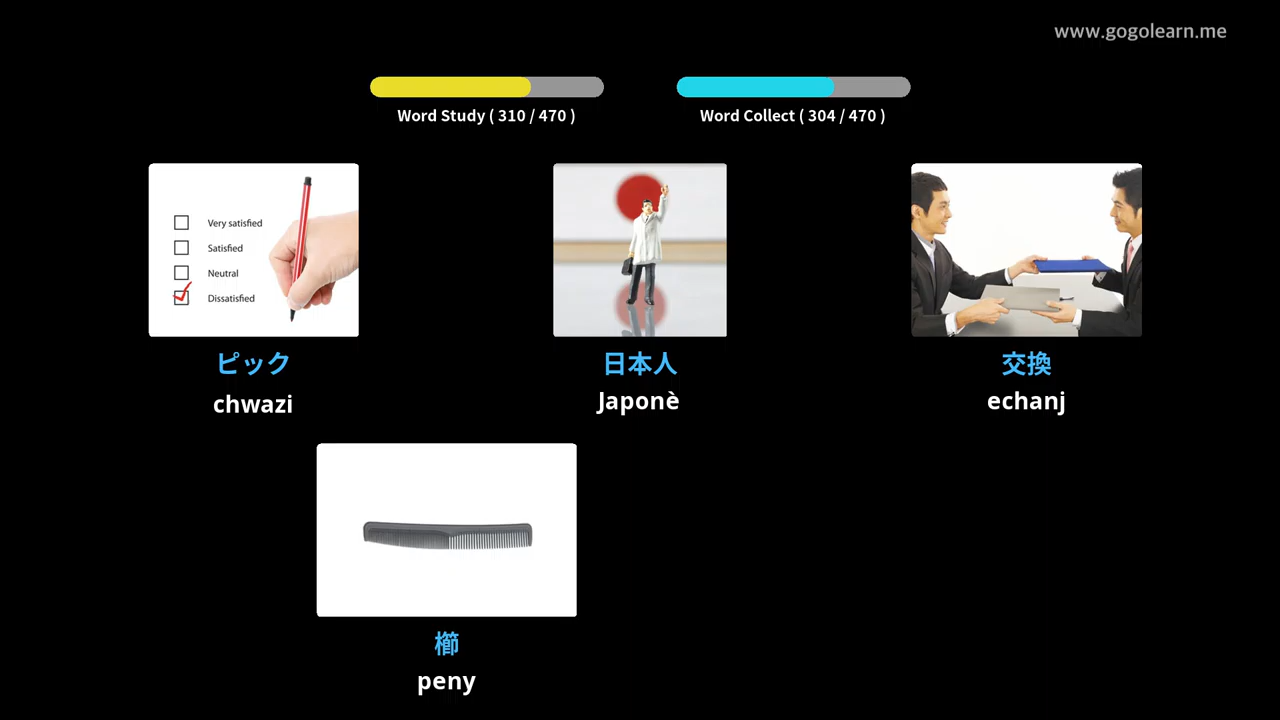 www.gogolearn.me
Word Study ( 310 / 470 )
Word Collect ( 304 / 470 )
Very satisfied
Satisfied
Neutral
Dissatisfied
ピック
日本人
交換
chwazi
Japonè
echanj
櫛
peny